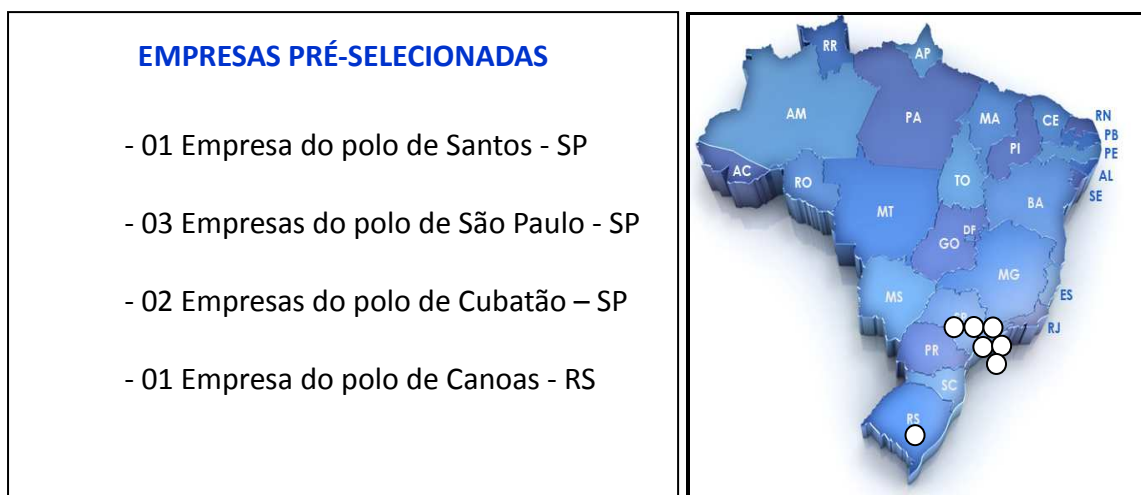 EMPRESAS PRÉ-SELECIONADAS
- 01 Empresa do polo de Santos - SP
- 03 Empresas do polo de São Paulo - SP
- 02 Empresas do polo de Cubatão – SP
- 01 Empresa do polo de Canoas - RS
RR
AP
AM
PA
MA
CE
RN
PB
PE
PI
AL
SE
AC
RO
TO
BA
MT
DF
GO
MG
MS
ES
SP
RJ
PR
SC
RS